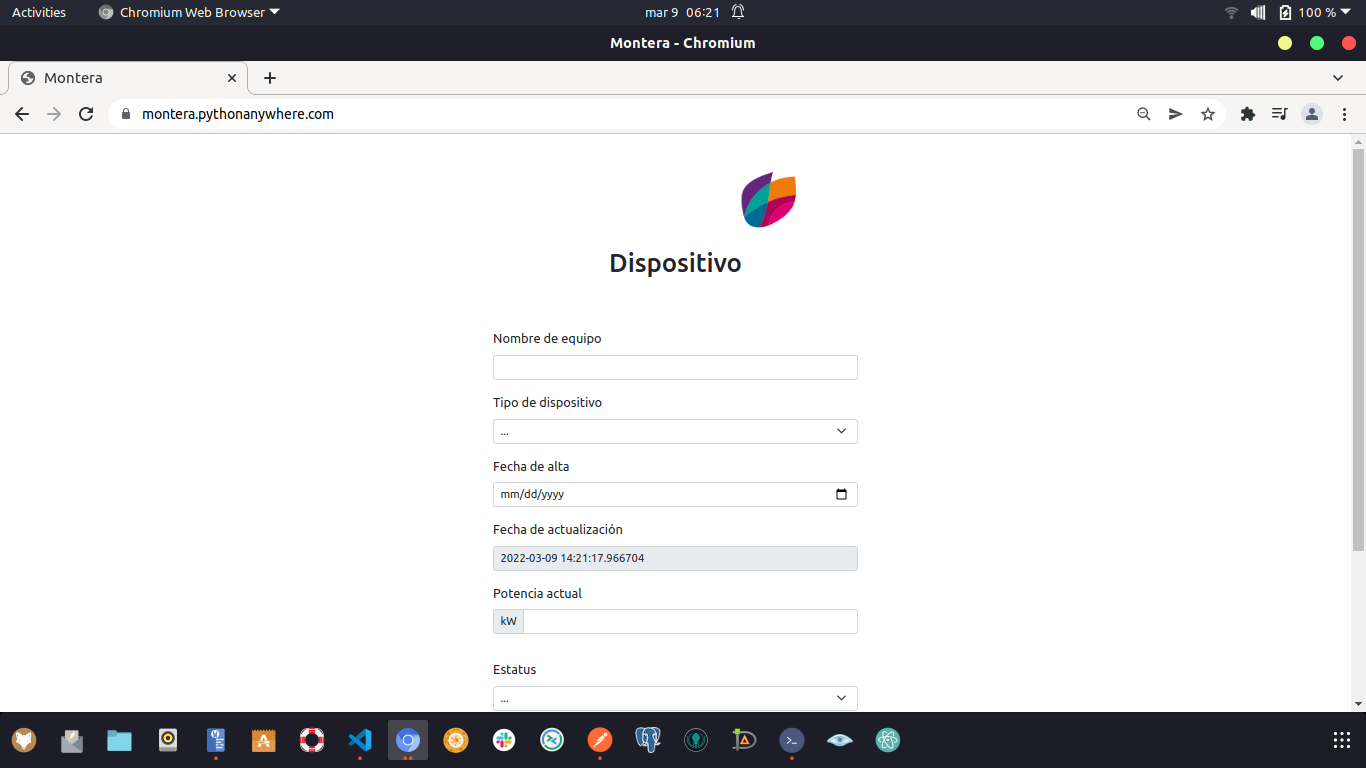 Activities
Chromium Web Browser
mar 9 06:21
100 %
Montera - Chromium
Montera
montera.pythonanywhere.com
Dispositivo
Nombre de equipo
Tipo de dispositivo
...
Fecha de alta
mm/dd/yyyy
Fecha de actualización
2022-03-09 14:21:17.966704
Potencia actual
kW
Estatus
...